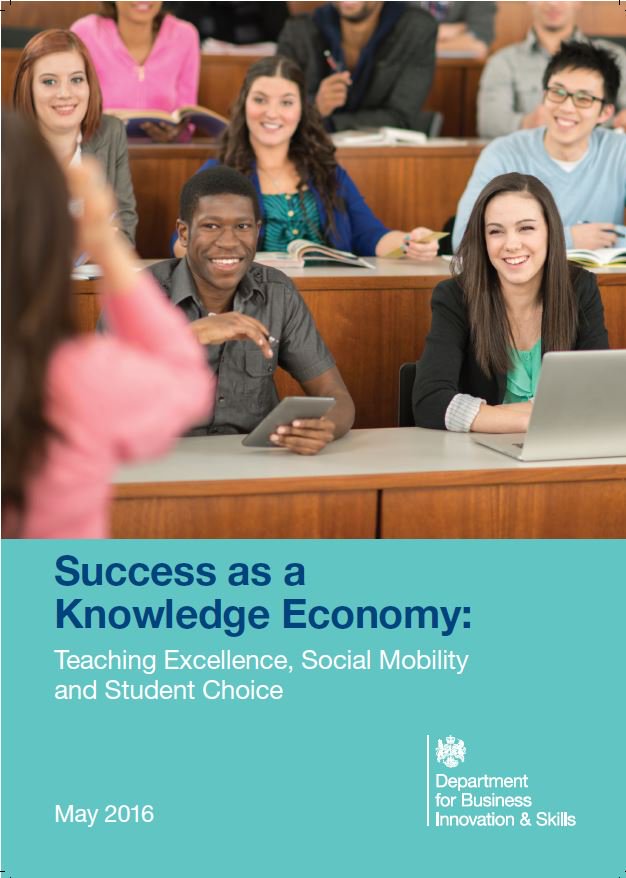 Success as a
Knowledge Economy:
Teaching Excellence, Social Mobility
and Student Choice
May 2016
Department
for Business
Innovation & Skills